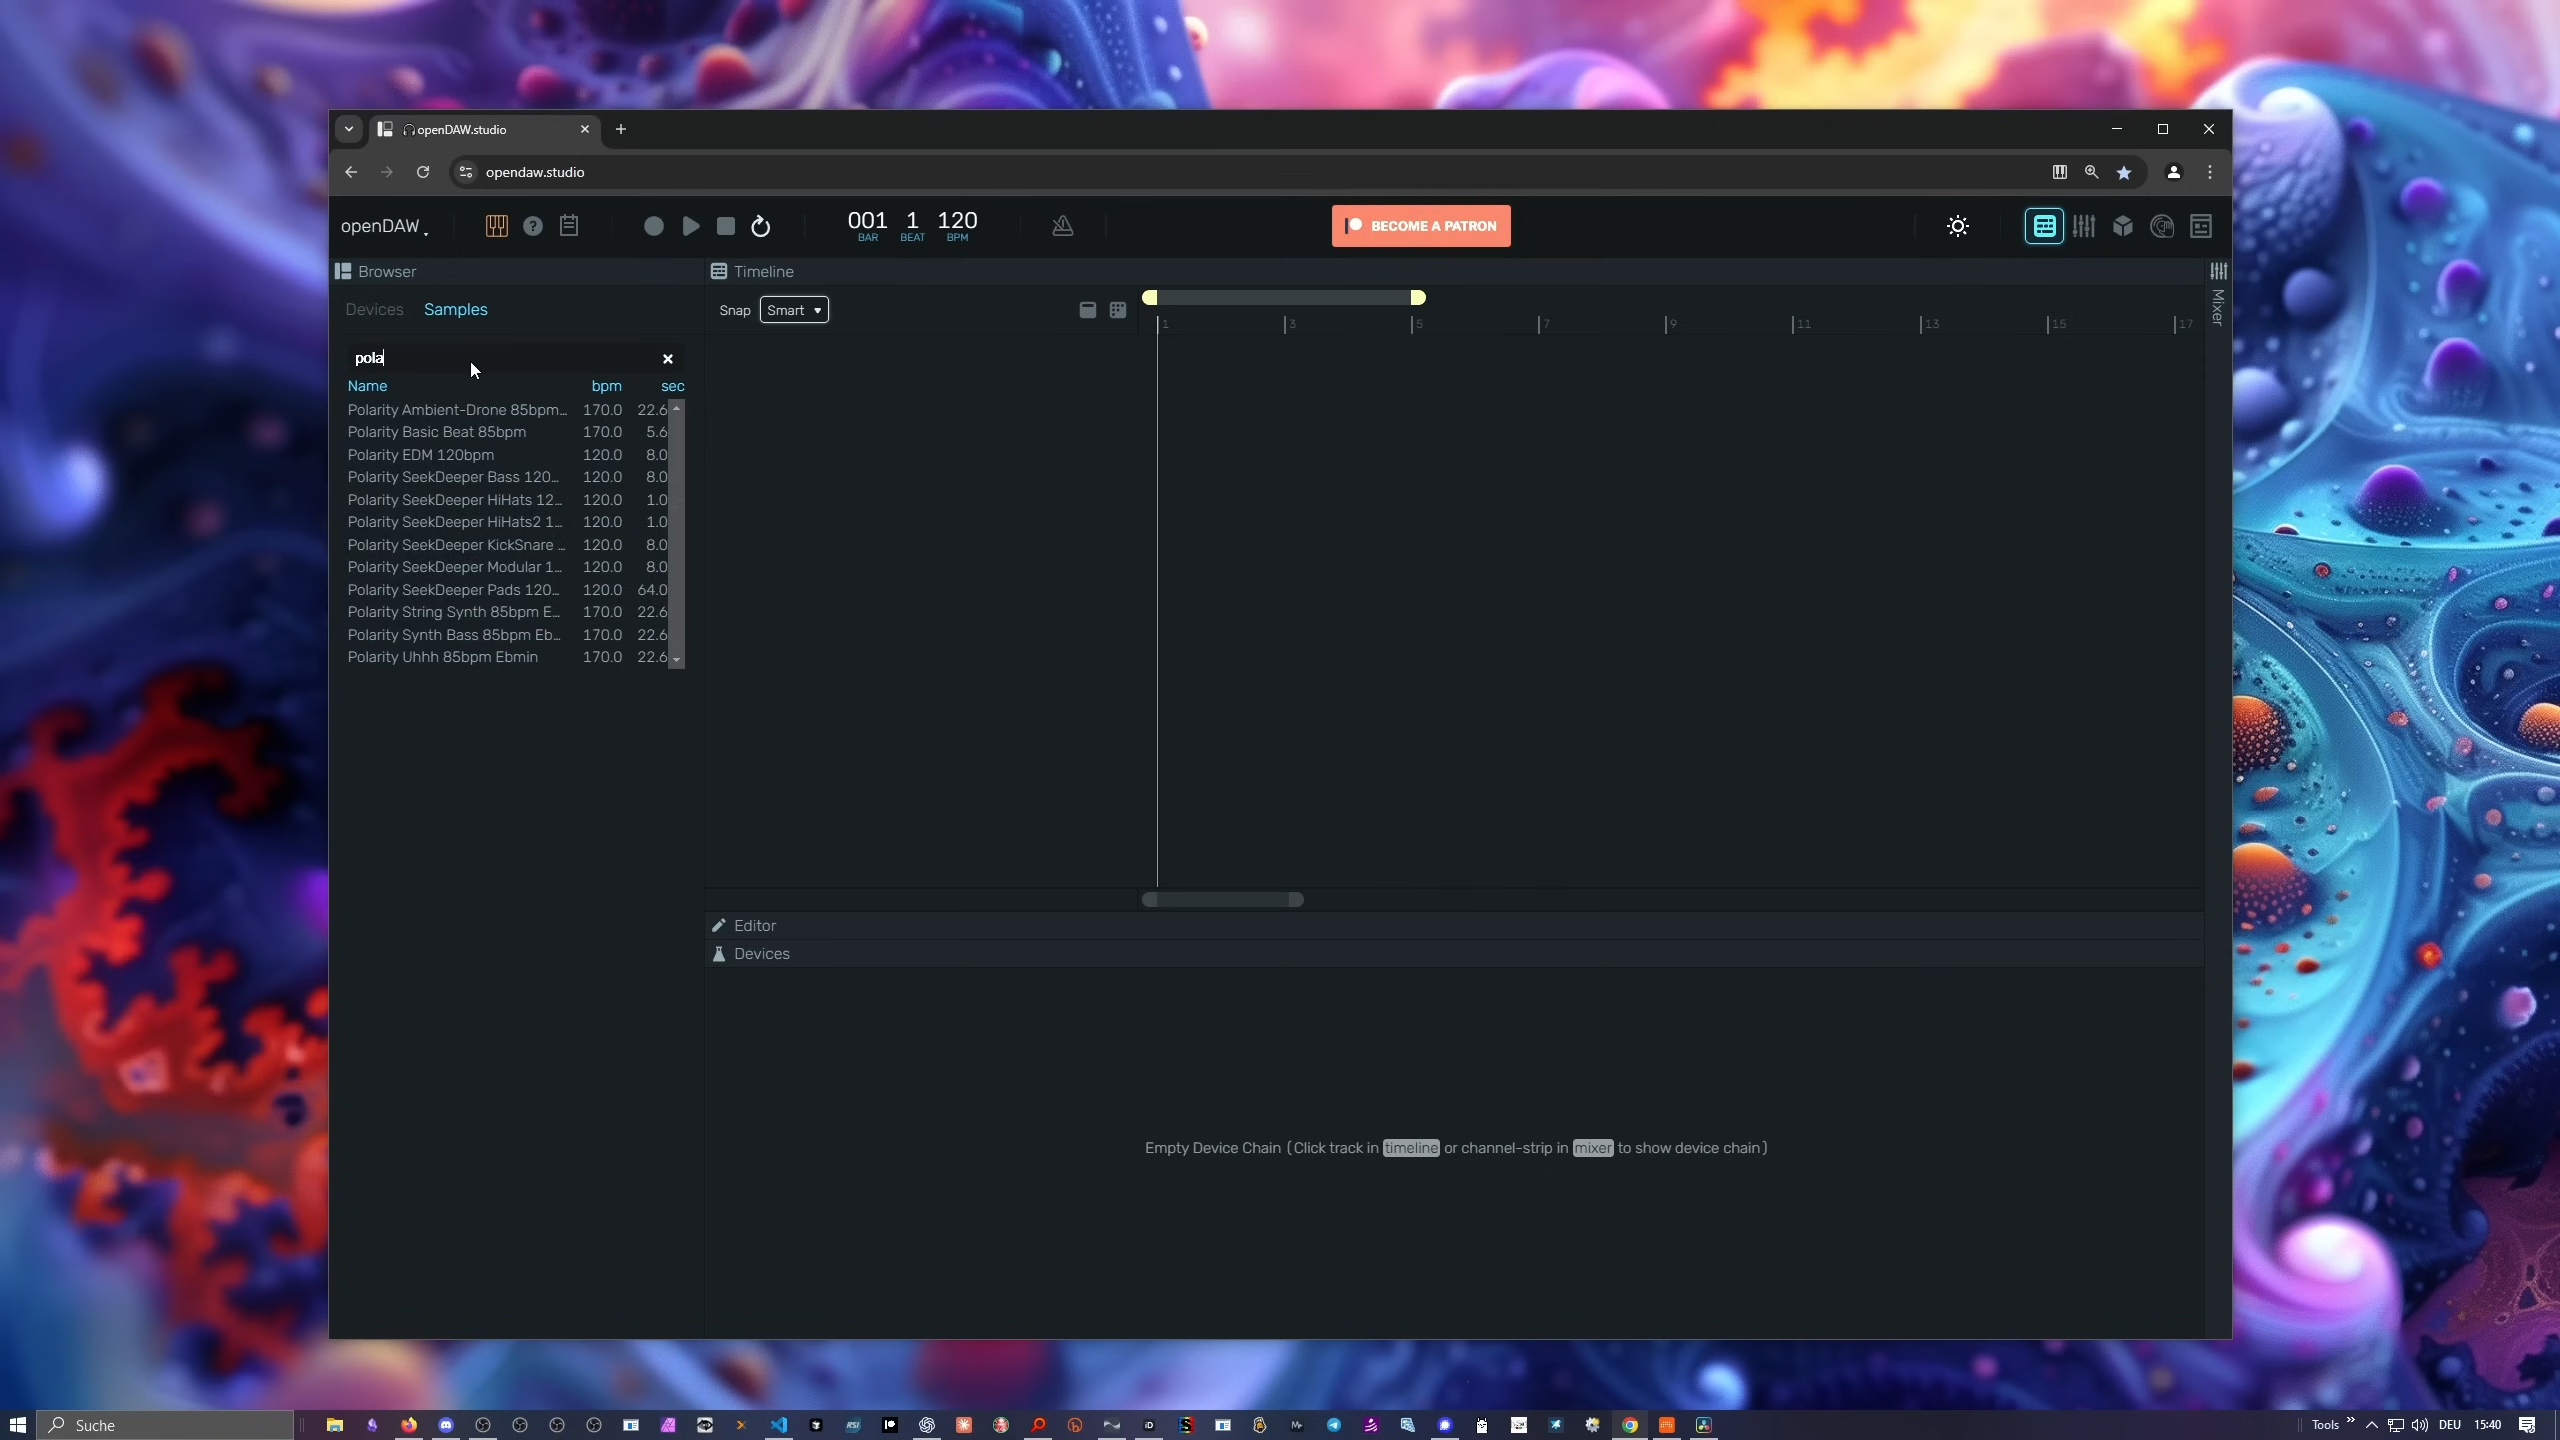 openDAW.studio
opendaw.studio
openDAW.
001 1 120
BAR BEAT BPM
BECOME A PATRON
Browser
Devices Samples
pola
Name bpm sec
Polarity Ambient-Drone 85bpm... 170.0 22.6
Polarity Basic Beat 85bpm 170.0 5.6
Polarity EDM 120bpm 120.0 8.0
Polarity SeekDeeper Bass 120... 120.0 8.0
Polarity SeekDeeper HiHats 12... 120.0 1.0
Polarity SeekDeeper HiHats2 1... 120.0 1.0
Polarity SeekDeeper KickSnare ... 120.0 8.0
Polarity SeekDeeper Modular 1... 120.0 8.0
Polarity SeekDeeper Pads 120... 120.0 64.0
Polarity String Synth 85bpm E... 170.0 22.6
Polarity Synth Bass 85bpm Eb... 170.0 22.6
Polarity Uhhh 85bpm Ebmin 170.0 22.6
Timeline
Snap Smart
1 3 5 7 9 11 13 15 17
Mixer
Editor
Devices
Empty Device Chain (Click track in timeline or channel-strip in mixer to show device chain)
Suche
RSI
iD
Tools
DEU 15:40